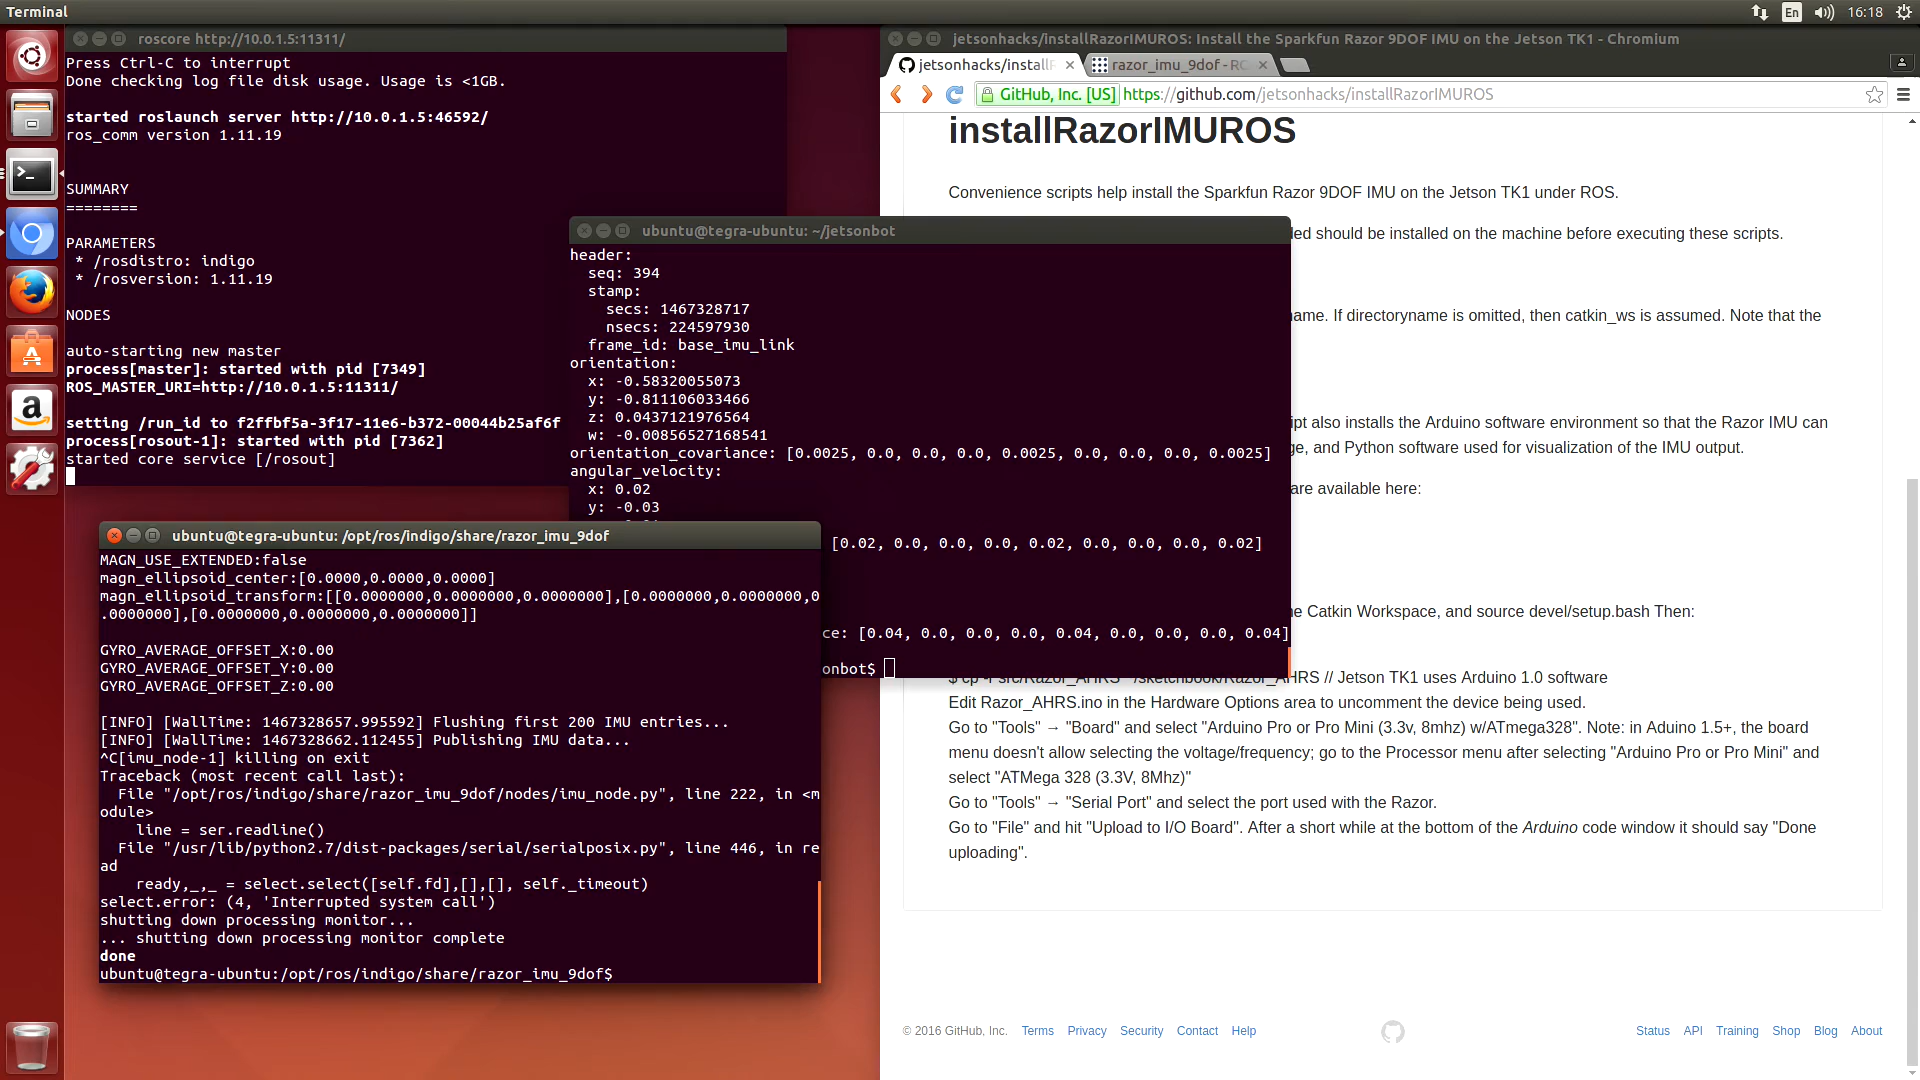 Terminal
En
16:18
roscore http://10.0.1.5:11311/
Press Ctrl-C to interrupt
Done checking log file disk usage. Usage is <1GB.
started roslaunch server http://10.0.1.5:46592/
ros_comm version 1.11.19
SUMMARY
========
PARAMETERS
* /rosdistro: indigo
* /rosversion: 1.11.19
NODES
auto-starting new master
process[master]: started with pid [7349]
ROS_MASTER_URI=http://10.0.1.5:11311/
setting /run_id to f2ffbf5a-3f17-11e6-b372-00044b25af6f
process[rosout-1]: started with pid [7362]
started core service [/rosout]
ubuntu@tegra-ubuntu: ~/jetsonbot
header:
seq: 394
stamp:
secs: 1467328717
nsecs: 224597930
frame_id: base_imu_link
orientation:
x: -0.58320055073
y: -0.811106033466
z: 0.0437121976564
w: -0.00856527168541
orientation_covariance: [0.0025, 0.0, 0.0, 0.0, 0.0025, 0.0, 0.0, 0.0, 0.0025]
angular_velocity:
x: 0.02
y: -0.03
[0.02, 0.0, 0.0, 0.0, 0.02, 0.0, 0.0, 0.0, 0.02]
ce: [0.04, 0.0, 0.0, 0.0, 0.04, 0.0, 0.0, 0.0, 0.04]
onbot$
ubuntu@tegra-ubuntu: /opt/ros/indigo/share/razor_imu_9dof
MAGN_USE_EXTENDED:false
magn_ellipsoid_center:[0.0000,0.0000,0.0000]
magn_ellipsoid_transform:[[0.0000000,0.0000000,0.0000000],[0.0000000,0.0000000,0
.0000000],[0.0000000,0.0000000,0.0000000]]
GYRO_AVERAGE_OFFSET_X:0.00
GYRO_AVERAGE_OFFSET_Y:0.00
GYRO_AVERAGE_OFFSET_Z:0.00
[INFO] [WallTime: 1467328657.995592] Flushing first 200 IMU entries...
[INFO] [WallTime: 1467328662.112455] Publishing IMU data...
^C[imu_node-1] killing on exit
Traceback (most recent call last):
File "/opt/ros/indigo/share/razor_imu_9dof/nodes/imu_node.py", line 222, in <m
odule>
line = ser.readline()
File "/usr/lib/python2.7/dist-packages/serial/serialposix.py", line 446, in re
ad
ready,_,_ = select.select([self.fd],[],[], self._timeout)
select.error: (4, 'Interrupted system call')
shutting down processing monitor...
... shutting down processing monitor complete
done
ubuntu@tegra-ubuntu:/opt/ros/indigo/share/razor_imu_9dof$
jetsonhacks/installRazorIMUROS: Install the Sparkfun Razor 9DOF IMU on the Jetson TK1 - Chromium
jetsonhacks/install
razor_imu_9dof - RO
GitHub, Inc. [US] https://github.com/jetsonhacks/installRazorIMUROS
installRazorIMUROS
Convenience scripts help install the Sparkfun Razor 9DOF IMU on the Jetson TK1 under ROS.
ed should be installed on the machine before executing these scripts.
name. If directoryname is omitted, then catkin_ws is assumed. Note that the
ipt also installs the Arduino software environment so that the Razor IMU can
ge, and Python software used for visualization of the IMU output.
are available here:
e Catkin Workspace, and source devel/setup.bash Then:
$ cp -r src/Razor_AHRS ~/sketchbook/Razor_AHRS // Jetson TK1 uses Arduino 1.0 software
Edit Razor_AHRS.ino in the Hardware Options area to uncomment the device being used.
Go to "Tools" → "Board" and select "Arduino Pro or Pro Mini (3.3v, 8mhz) w/ATmega328". Note: in Aduino 1.5+, the board
menu doesn't allow selecting the voltage/frequency; go to the Processor menu after selecting "Arduino Pro or Pro Mini" and
select "ATMega 328 (3.3V, 8Mhz)"
Go to "Tools" → "Serial Port" and select the port used with the Razor.
Go to "File" and hit "Upload to I/O Board". After a short while at the bottom of the Arduino code window it should say "Done
uploading".
© 2016 GitHub, Inc. Terms Privacy Security Contact Help
Status API Training Shop Blog About